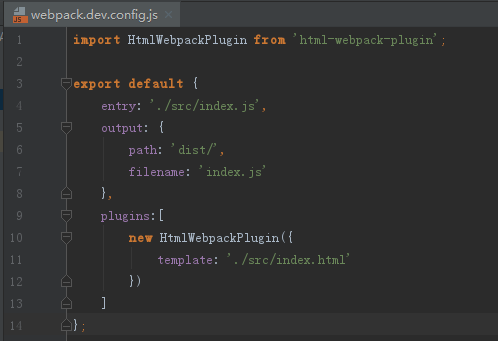 webpack.dev.config.js
JS
1 import HtmlWebpackPlugin from 'html-webpack-plugin';
2
3 export default {
4 entry: './src/index.js',
5 output: {
6 path: 'dist/',
7 filename: 'index.js'
8 },
9 plugins:[
10 new HtmlWebpackPlugin({
11 template: './src/index.html'
12 })
13 ]
14 };